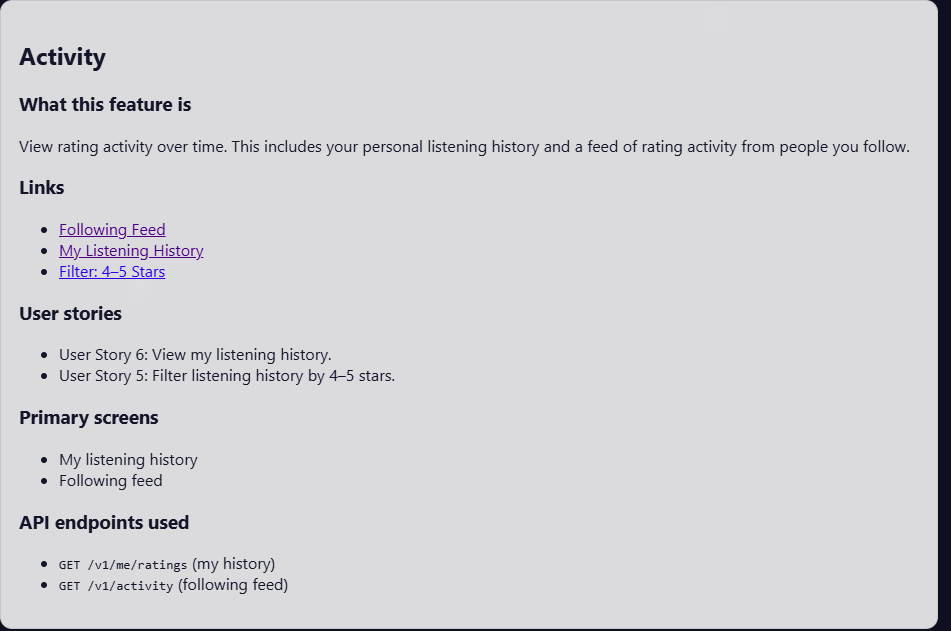 Activity
What this feature is
View rating activity over time. This includes your personal listening history and a feed of rating activity from people you follow.
Links
• Following Feed
• My Listening History
• Filter: 4–5 Stars
User stories
• User Story 6: View my listening history.
• User Story 5: Filter listening history by 4–5 stars.
Primary screens
• My listening history
• Following feed
API endpoints used
• GET /v1/me/ratings (my history)
• GET /v1/activity (following feed)